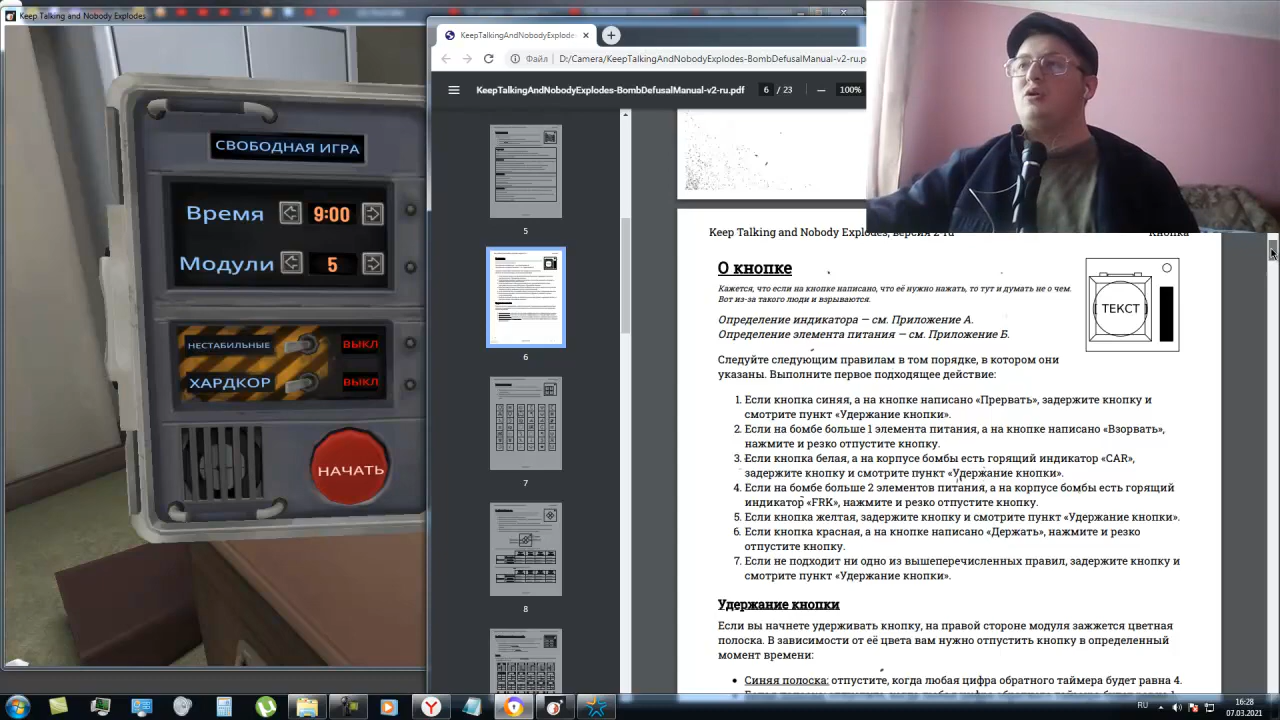 Keep Talking and Nobody Explodes
СВОБОДНАЯ ИГРА
Время 9:00
Модули 5
НЕСТАБИЛЬНЫЕ ВЫКЛ
ХАРДКОР ВЫКЛ
НАЧАТЬ
KeepTalkingAndNobodyExplodes-
Файл D:/Camera/KeepTalkingAndNobodyExplodes-BombDefusalManual-v2-ru.p
KeepTalkingAndNobodyExplodes-BombDefusalManual-v2-ru.pdf 6 / 23 100%
5
6
7
8
Keep Talking and Nobody Explodes, версия 2-ru Кнопка
О кнопке
Кажется, что если на кнопке написано, что её нужно нажать, то тут и думать не о чем.
Вот из-за такого люди и взрываются.
ТЕКСТ
Определение индикатора — см. Приложение А.
Определение элемента питания — см. Приложение Б.
Следуйте следующим правилам в том порядке, в котором они
указаны. Выполните первое подходящее действие:
1. Если кнопка синяя, а на кнопке написано «Прервать», задержите кнопку и
смотрите пункт «Удержание кнопки».
2. Если на бомбе больше 1 элемента питания, а на кнопке написано «Взорвать»,
нажмите и резко отпустите кнопку.
3. Если кнопка белая, а на корпусе бомбы есть горящий индикатор «CAR»,
задержите кнопку и смотрите пункт «Удержание кнопки».
4. Если на бомбе больше 2 элементов питания, а на корпусе бомбы есть горящий
индикатор «FRK», нажмите и резко отпустите кнопку.
5. Если кнопка желтая, задержите кнопку и смотрите пункт «Удержание кнопки».
6. Если кнопка красная, а на кнопке написано «Держать», нажмите и резко
отпустите кнопку.
7. Если не подходит ни одно из вышеперечисленных правил, задержите кнопку и
смотрите пункт «Удержание кнопки».
Удержание кнопки
Если вы начнете удерживать кнопку, на правой стороне модуля зажжется цветная
полоска. В зависимости от её цвета вам нужно отпустить кнопку в определенный
момент времени:
• Синяя полоска: отпустите, когда любая цифра обратного таймера будет равна 4.
RU 16:28
07.03.2021